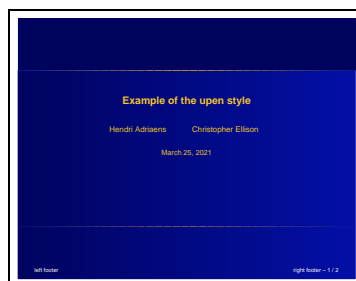 Example of the upen style
Hendri Adriaens Christopher Ellison
March 25, 2021
left footer right footer – 1 / 2